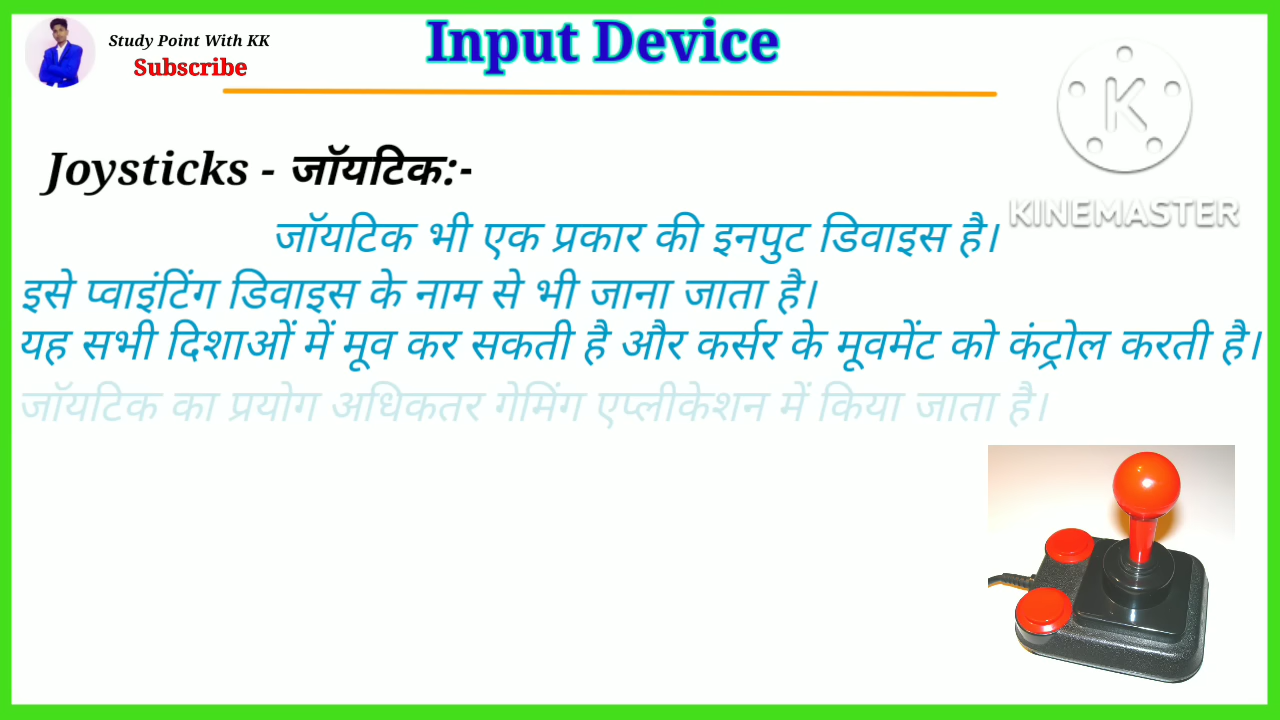 Study Point With KK
Subscribe
Input Device
KINEMASTER
Joysticks - जॉयटिक:-
जॉयटिक भी एक प्रकार की इनपुट डिवाइस है।
इसे प्वाइंटिंग डिवाइस के नाम से भी जाना जाता है।
यह सभी दिशाओं में मूव कर सकती है और कर्सर के मूवमेंट को कंट्रोल करती है।
जॉयटिक का प्रयोग अधिकतर गेमिंग एप्लीकेशन में किया जाता है।